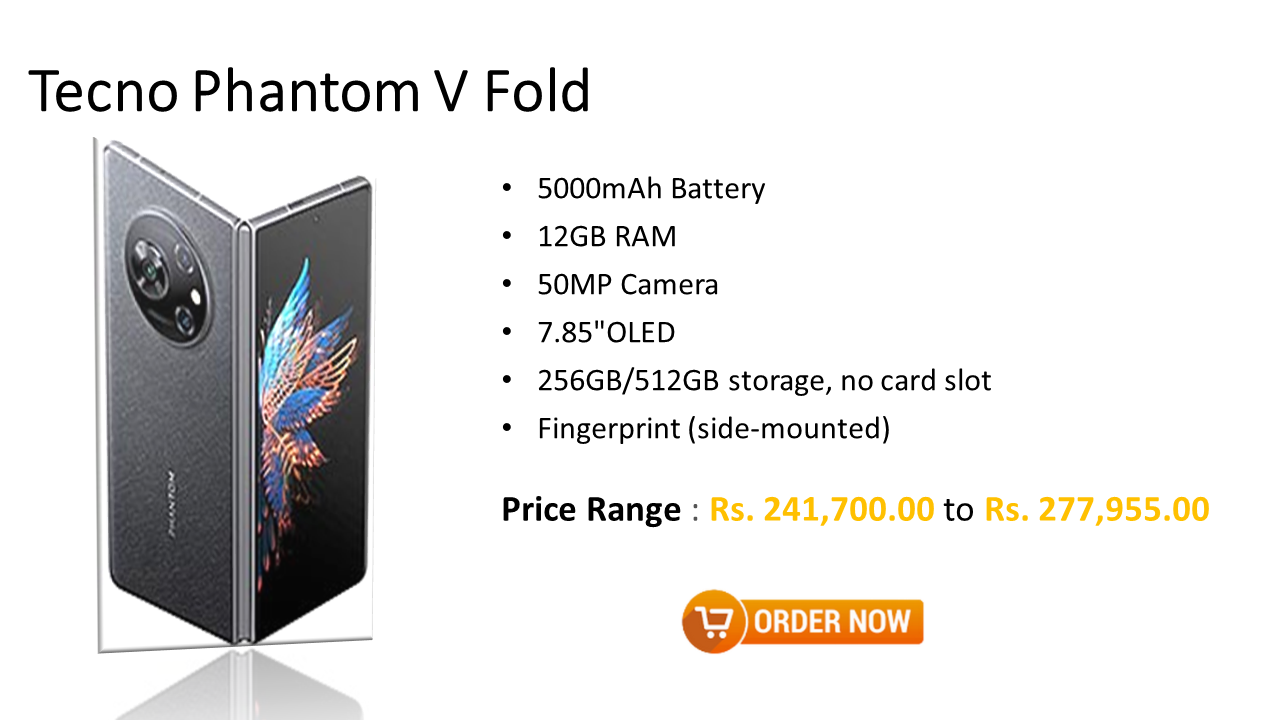 Tecno Phantom V Fold
• 5000mAh Battery
• 12GB RAM
• 50MP Camera
• 7.85"OLED
• 256GB/512GB storage, no card slot
• Fingerprint (side-mounted)
PHANTOM
Price Range : Rs. 241,700.00 to Rs. 277,955.00
ORDER NOW